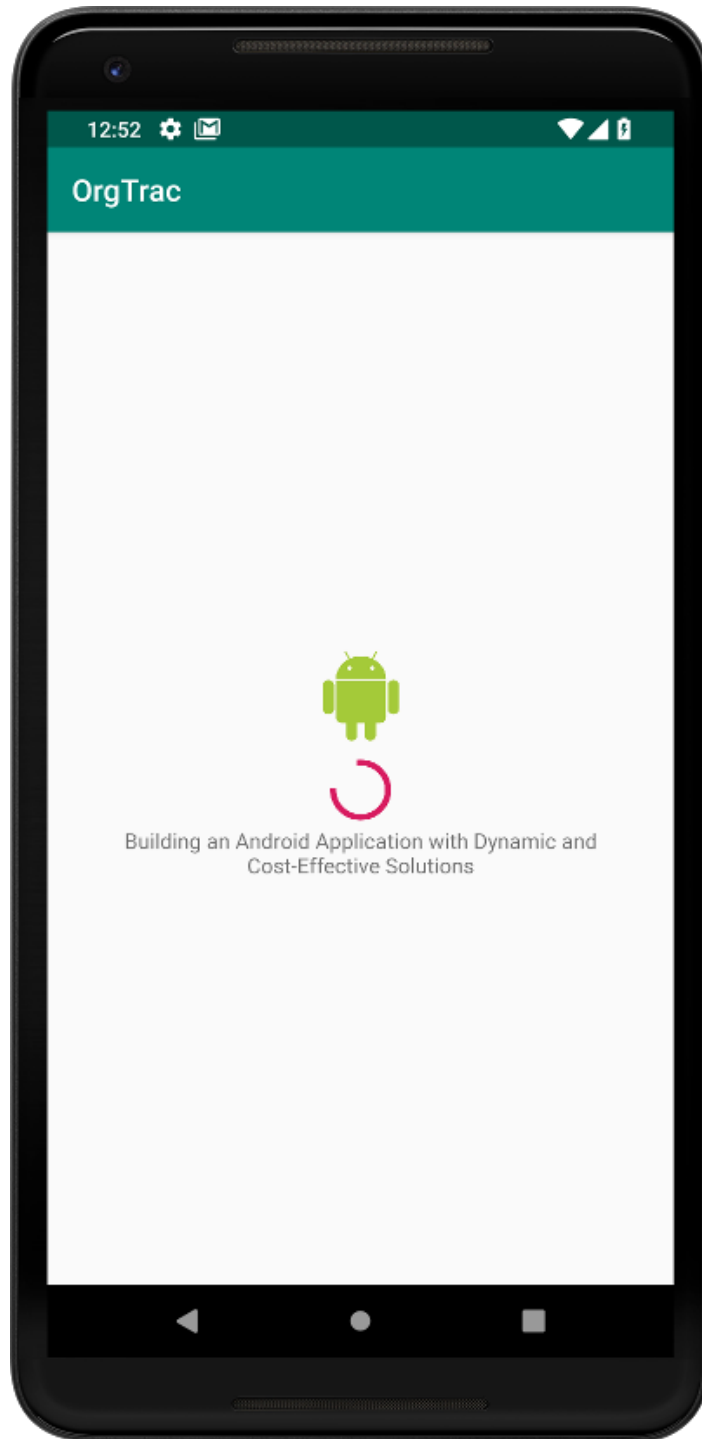 12:52
OrgTrac
Building an Android Application with Dynamic and
Cost-Effective Solutions